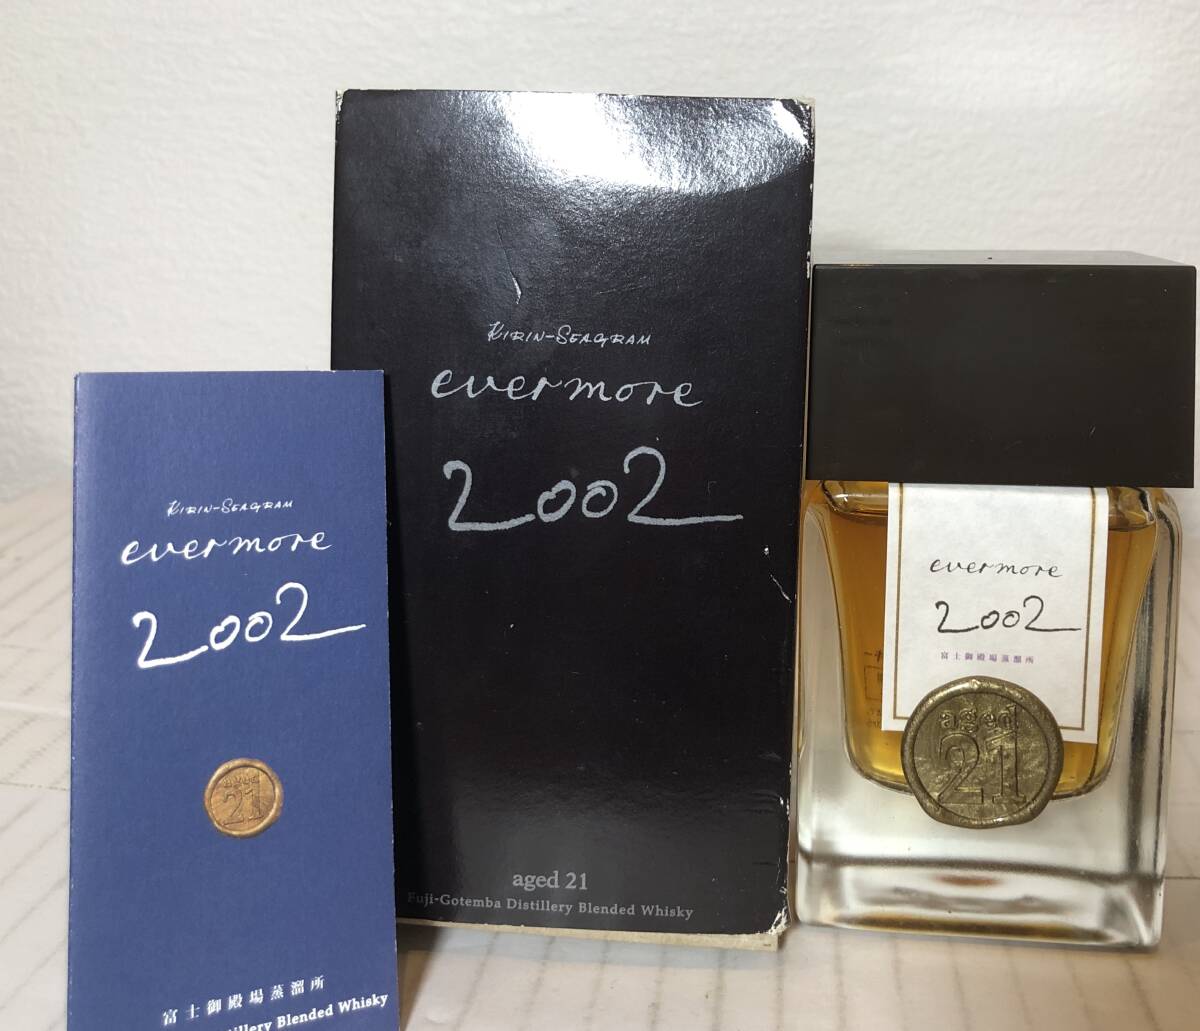 KIRIN-SEAGRAM
evermore
2002
富士御殿場蒸溜所
Blended Whisky
KIRIN-SEAGRAM
evermore
2002
aged 21
Fuji-Gotemba Distillery Blended Whisky
evermore
2002
富士御殿場蒸溜所
aged
21
aged
21